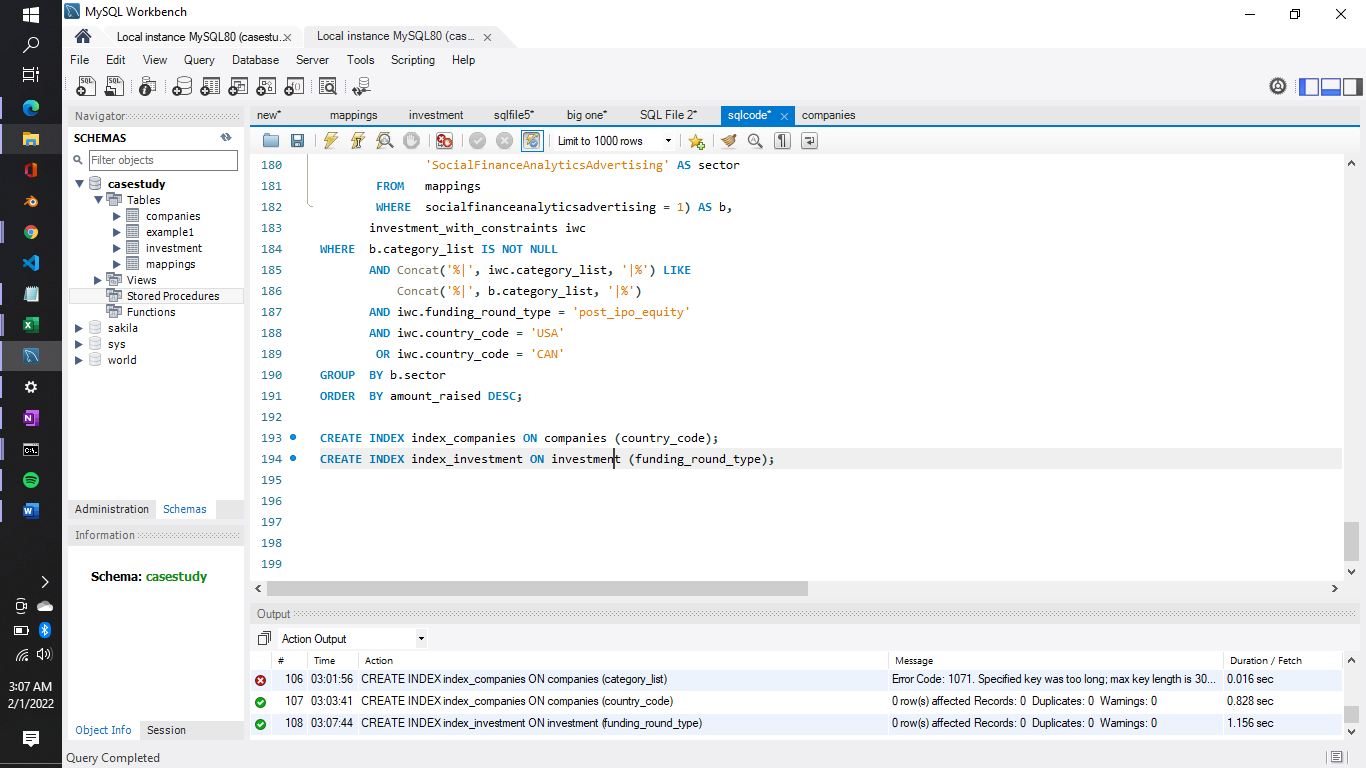 MySQL Workbench
Local instance MySQL80 (casestu...
Local instance MySQL80 (cas...
File Edit View Query Database Server Tools Scripting Help
Navigator
SCHEMAS
Filter objects
casestudy
Tables
companies
example1
investment
mappings
Views
Stored Procedures
Functions
sakila
sys
world
Administration Schemas
Information
Schema: casestudy
Object Info Session
Query Completed
3:07 AM
2/1/2022
new* mappings investment sqlfile5* big one* SQL File 2* sqlcode* companies
Limit to 1000 rows
180 'SocialFinanceAnalyticsAdvertising' AS sector
181 FROM mappings
182 WHERE socialfinanceanalyticsadvertising = 1) AS b,
183 investment_with_constraints iwc
184 WHERE b.category_list IS NOT NULL
185 AND Concat('%|', iwc.category_list, '|%') LIKE
186 Concat('%|', b.category_list, '|%')
187 AND iwc.funding_round_type = 'post_ipo_equity'
188 AND iwc.country_code = 'USA'
189 OR iwc.country_code = 'CAN'
190 GROUP BY b.sector
191 ORDER BY amount_raised DESC;
192
193 CREATE INDEX index_companies ON companies (country_code);
194 CREATE INDEX index_investment ON investment (funding_round_type);
195
196
197
198
199
Output
Action Output
# Time Action Message Duration / Fetch
106 03:01:56 CREATE INDEX index_companies ON companies (category_list) Error Code: 1071. Specified key was too long; max key length is 30... 0.016 sec
107 03:03:41 CREATE INDEX index_companies ON companies (country_code) 0 row(s) affected Records: 0 Duplicates: 0 Warnings: 0 0.828 sec
108 03:07:44 CREATE INDEX index_investment ON investment (funding_round_type) 0 row(s) affected Records: 0 Duplicates: 0 Warnings: 0 1.156 sec